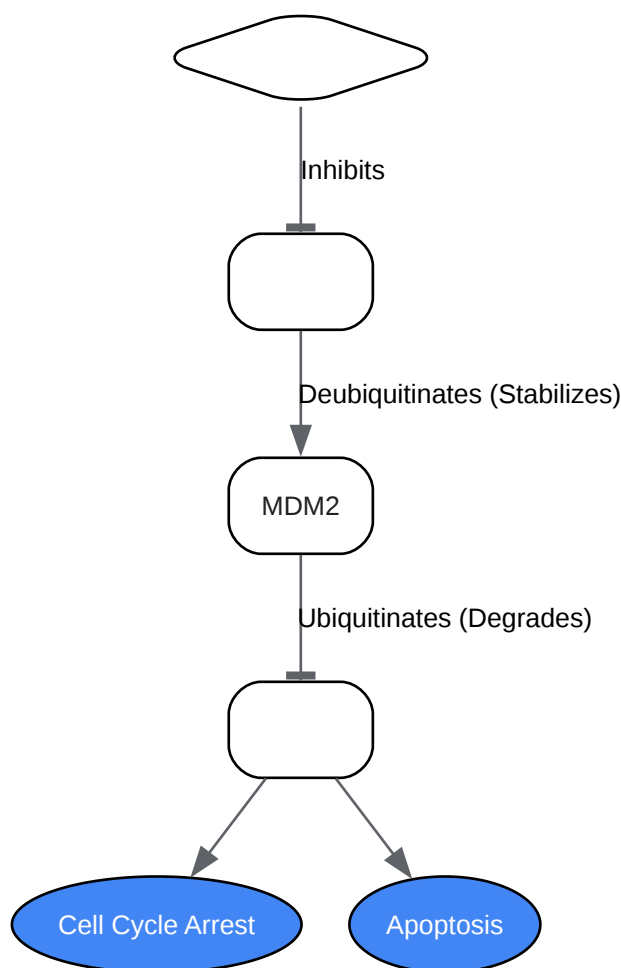 Inhibits
Deubiquitinates (Stabilizes)
MDM2
Ubiquitinates (Degrades)
Cell Cycle Arrest
Apoptosis